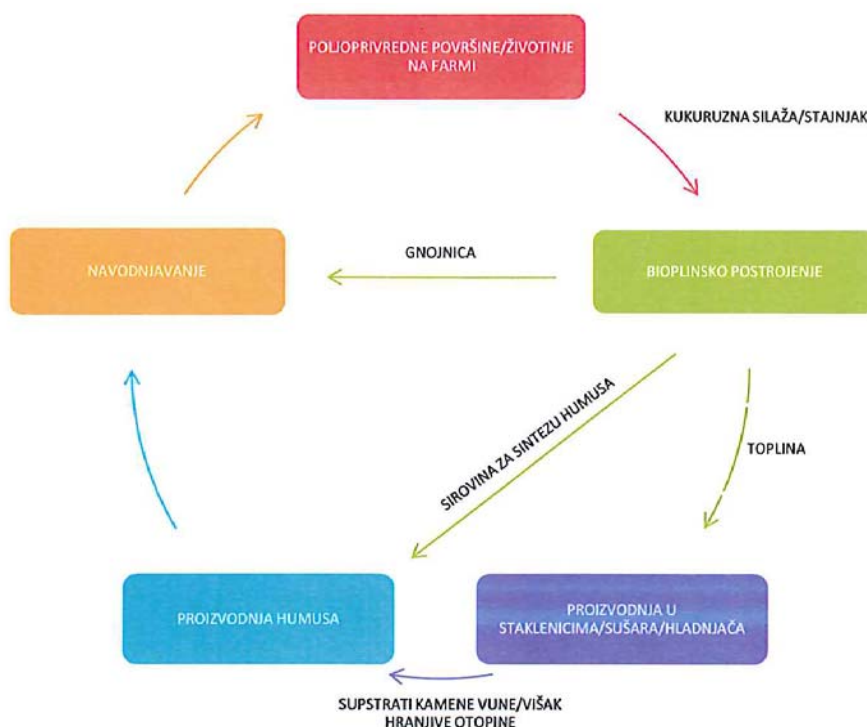 POLJOPRIVREDNE POVRŠINE/ŽIVOTINJE
NA FARMI
KUKURUZNA SILAŽA/STAJNJAK
NAVODNJAVANJE
GNOJNICA
BIOPLINSKO POSTROJENJE
SIROVINA ZA SINTEZU HUMUSA
TOPLINA
PROIZVODNJA HUMUSA
PROIZVODNJA U
STAKLENICIMA/SUŠARA/HLADNJAČA
SUPSTRATI KAMENE VUNE/VIŠAK
HRANJIVE OTOPINE